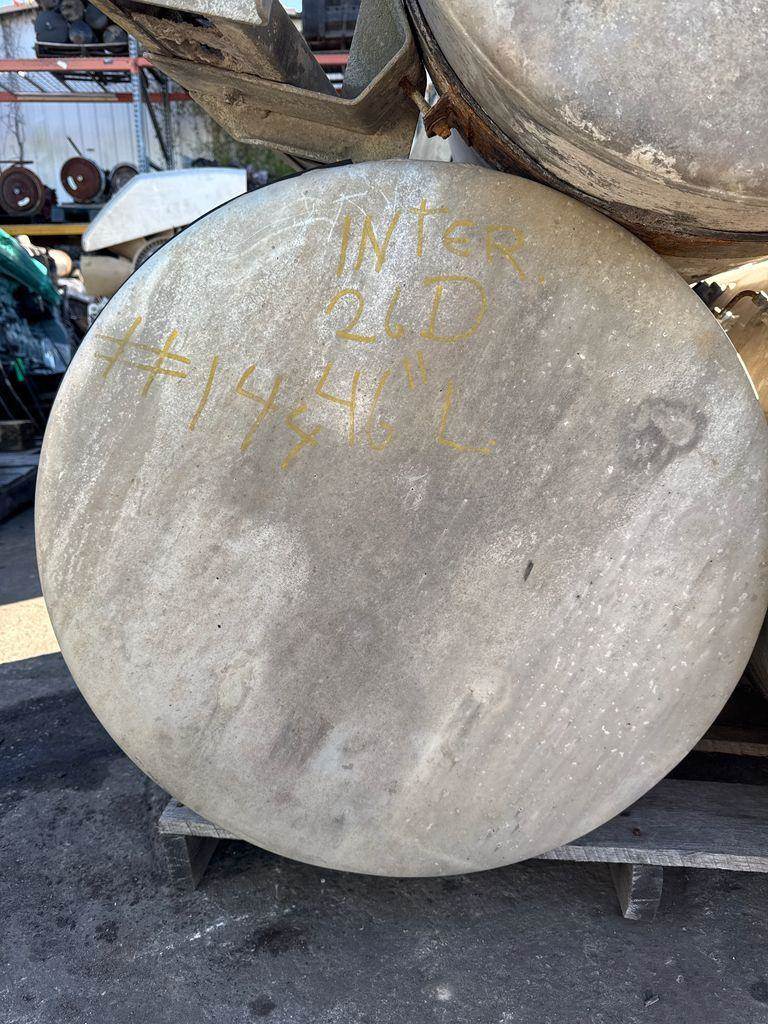 INTER.
26D
#14 x 46" L